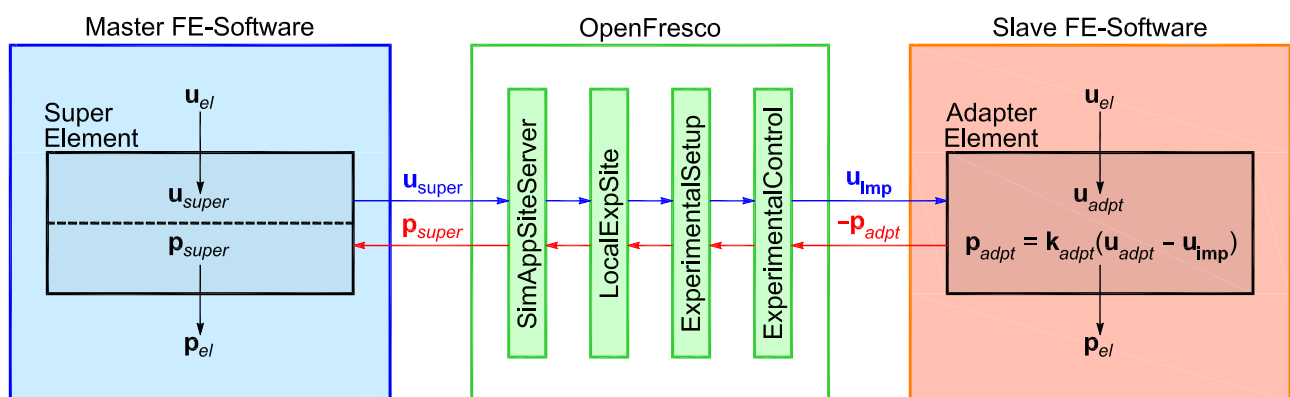 Master FE-Software
OpenFresco
Slave FE-Software
u_el
Super
Element
u_super
p_super
p_el
u_super
p_super
SimAppSiteServer
LocalExpSite
ExperimentalSetup
ExperimentalControl
u_Imp
–p_adpt
u_el
Adapter
Element
u_adpt
p_adpt = k_adpt(u_adpt – u_imp)
p_el